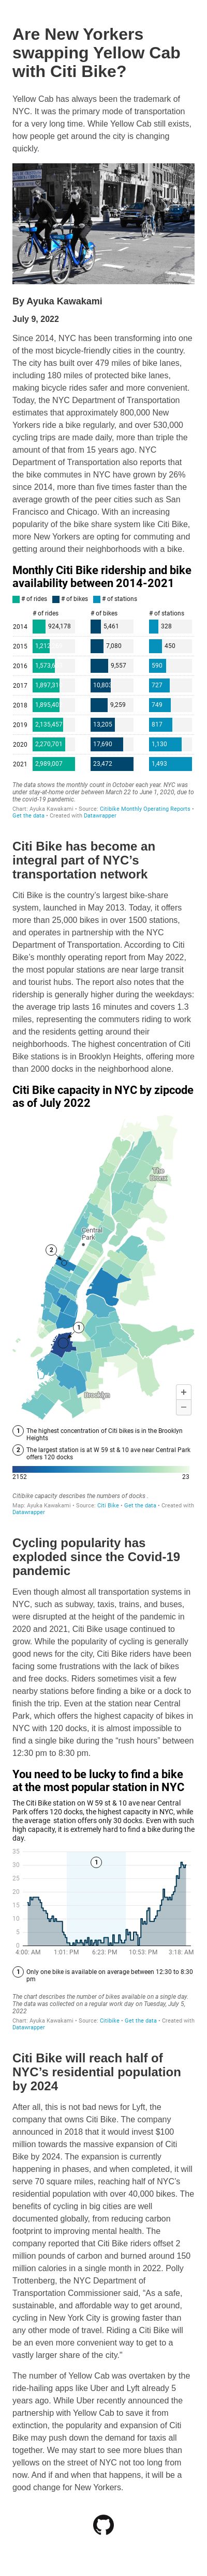 Are New Yorkers
swapping Yellow Cab
with Citi Bike?
Yellow Cab has always been the trademark of
NYC. It was the primary mode of transportation
for a very long time. While Yellow Cab still exists,
how people get around the city is changing
quickly.
By Ayuka Kawakami
July 9, 2022
Since 2014, NYC has been transforming into one
of the most bicycle-friendly cities in the country.
The city has built over 479 miles of bike lanes,
including 180 miles of protected bike lanes,
making bicycle rides safer and more convenient.
Today, the NYC Department of Transportation
estimates that approximately 800,000 New
Yorkers ride a bike regularly, and over 530,000
cycling trips are made daily, more than triple the
amount of that from 15 years ago. NYC
Department of Transportation also reports that
the bike commuters in NYC have grown by 26%
since 2014, more than five times faster than the
average growth of the peer cities such as San
Francisco and Chicago. With an increasing
popularity of the bike share system like Citi Bike,
more New Yorkers are opting for commuting and
getting around their neighborhoods with a bike.
Monthly Citi Bike ridership and bike
availability between 2014-2021
# of rides # of bikes # of stations
# of rides # of bikes # of stations
2014 924,178 5,461 328
2015 7,080 450
2016 9,557 590
2017 727
2018 9,259 749
2019 2,135,457 13,205 817
2020 2,270,701 17,690 1,130
2021 2,989,007 23,472 1,493
The data shows the monthly count in October each year. NYC was
under stay-at-home order between March 22 to June 1, 2020, due to
the covid-19 pandemic.
Chart: Ayuka Kawakami • Source: Citibike Monthly Operating Reports •
Get the data • Created with Datawrapper
Citi Bike has become an
integral part of NYC's
transportation network
Citi Bike is the country's largest bike-share
system, launched in May 2013. Today, it offers
more than 25,000 bikes in over 1500 stations,
and operates in partnership with the NYC
Department of Transportation. According to Citi
Bike's monthly operating report from May 2022,
the most popular stations are near large transit
and tourist hubs. The report also notes that the
ridership is generally higher during the weekdays:
the average trip lasts 16 minutes and covers 1.3
miles, representing the commuters riding to work
and the residents getting around their
neighborhoods. The highest concentration of Citi
Bike stations is in Brooklyn Heights, offering more
than 2000 docks in the neighborhood alone.
Citi Bike capacity in NYC by zipcode
as of July 2022
The
Bronx
Central
Park
2
1
Brooklyn
+
−
1 The highest concentration of Citi bikes is in the Brooklyn
Heights
2 The largest station is at W 59 st & 10 ave near Central Park
offers 120 docks
2152 23
Citibike capacity describes the numbers of docks .
Map: Ayuka Kawakami • Source: Citi Bike • Get the data • Created with
Datawrapper
Cycling popularity has
exploded since the Covid-19
pandemic
Even though almost all transportation systems in
NYC, such as subway, taxis, trains, and buses,
were disrupted at the height of the pandemic in
2020 and 2021, Citi Bike usage continued to
grow. While the popularity of cycling is generally
good news for the city, Citi Bike riders have been
facing some frustrations with the lack of bikes
and free docks. Riders sometimes visit a few
nearby stations before finding a bike or a dock to
finish the trip. Even at the station near Central
Park, which offers the highest capacity of bikes in
NYC with 120 docks, it is almost impossible to
find a single bike during the “rush hours” between
12:30 pm to 8:30 pm.
You need to be lucky to find a bike
at the most popular station in NYC
The Citi Bike station on W 59 st & 10 ave near Central
Park offers 120 docks, the highest capacity in NYC, while
the average station offers only 30 docks. Even with such
high capacity, it is extremely hard to find a bike during the
day.
35
30
25
20
15
10
5
0
1
4:00: AM 1:01: PM 6:23: PM 10:53: PM 3:18: AM
1 Only one bike is available on average between 12:30 to 8:30
pm
The chart describes the number of bikes available on a single day.
The data was collected on a regular work day on Tuesday, July 5,
2022
Chart: Ayuka Kawakami • Source: Citibike • Get the data • Created with
Datawrapper
Citi Bike will reach half of
NYC's residential population
by 2024
After all, this is not bad news for Lyft, the
company that owns Citi Bike. The company
announced in 2018 that it would invest $100
million towards the massive expansion of Citi
Bike by 2024. The expansion is currently
happening in phases, and when completed, it will
serve 70 square miles, reaching half of NYC's
residential population with over 40,000 bikes. The
benefits of cycling in big cities are well
documented globally, from reducing carbon
footprint to improving mental health. The
company reported that Citi Bike riders offset 2
million pounds of carbon and burned around 150
million calories in a single month in 2022. Polly
Trottenberg, the NYC Department of
Transportation Commissioner said, "As a safe,
sustainable, and affordable way to get around,
cycling in New York City is growing faster than
any other mode of travel. Riding a Citi Bike will
be an even more convenient way to get to a
vastly larger share of the city."
The number of Yellow Cab was overtaken by the
ride-hailing apps like Uber and Lyft already 5
years ago. While Uber recently announced the
partnership with Yellow Cab to save it from
extinction, the popularity and expansion of Citi
Bike may push down the demand for taxis all
together. We may start to see more blues than
yellows on the street of NYC not too long from
now. And if and when that happens, it will be a
good change for New Yorkers.